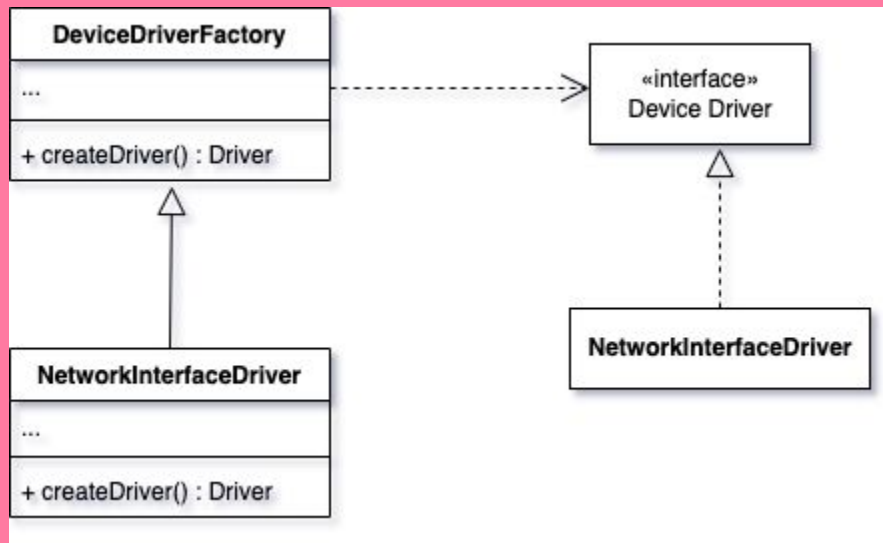 DeviceDriverFactory
...
+ createDriver() : Driver
«interface»
Device Driver
NetworkInterfaceDriver
...
+ createDriver() : Driver
NetworkInterfaceDriver